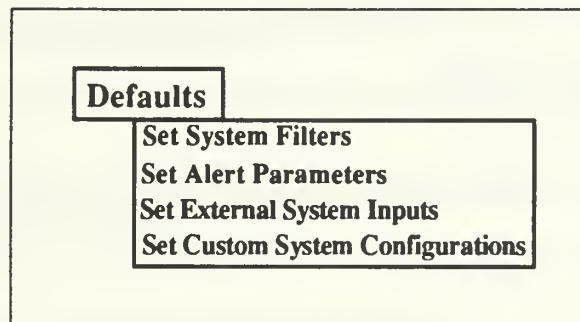 Defaults
Set System Filters
Set Alert Parameters
Set External System Inputs
Set Custom System Configurations